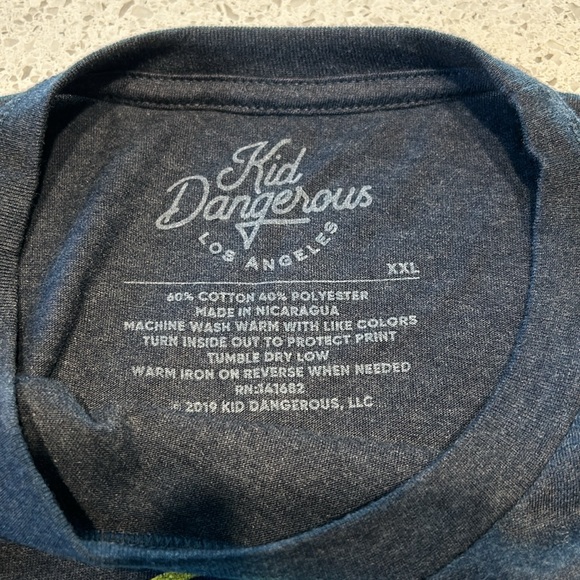 Kid
Dangerous
LOS ANGELES
XXL
60% COTTON 40% POLYESTER
MADE IN NICARAGUA
MACHINE WASH WARM WITH LIKE COLORS
TURN INSIDE OUT TO PROTECT PRINT
TUMBLE DRY LOW
WARM IRON ON REVERSE WHEN NEEDED
RN:141682
© 2019 KID DANGEROUS, LLC